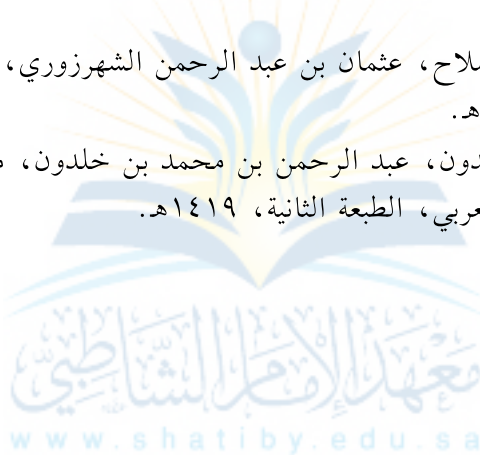 لاح، عثمان بن عبد الرحمن الشهرزوري،
هـ.
دون، عبد الرحمن بن محمد بن خلدون، م
عربي، الطبعة الثانية، ١٤١٩هـ.
معهد الإمام الشاطبي
www.shatiby.edu.sa